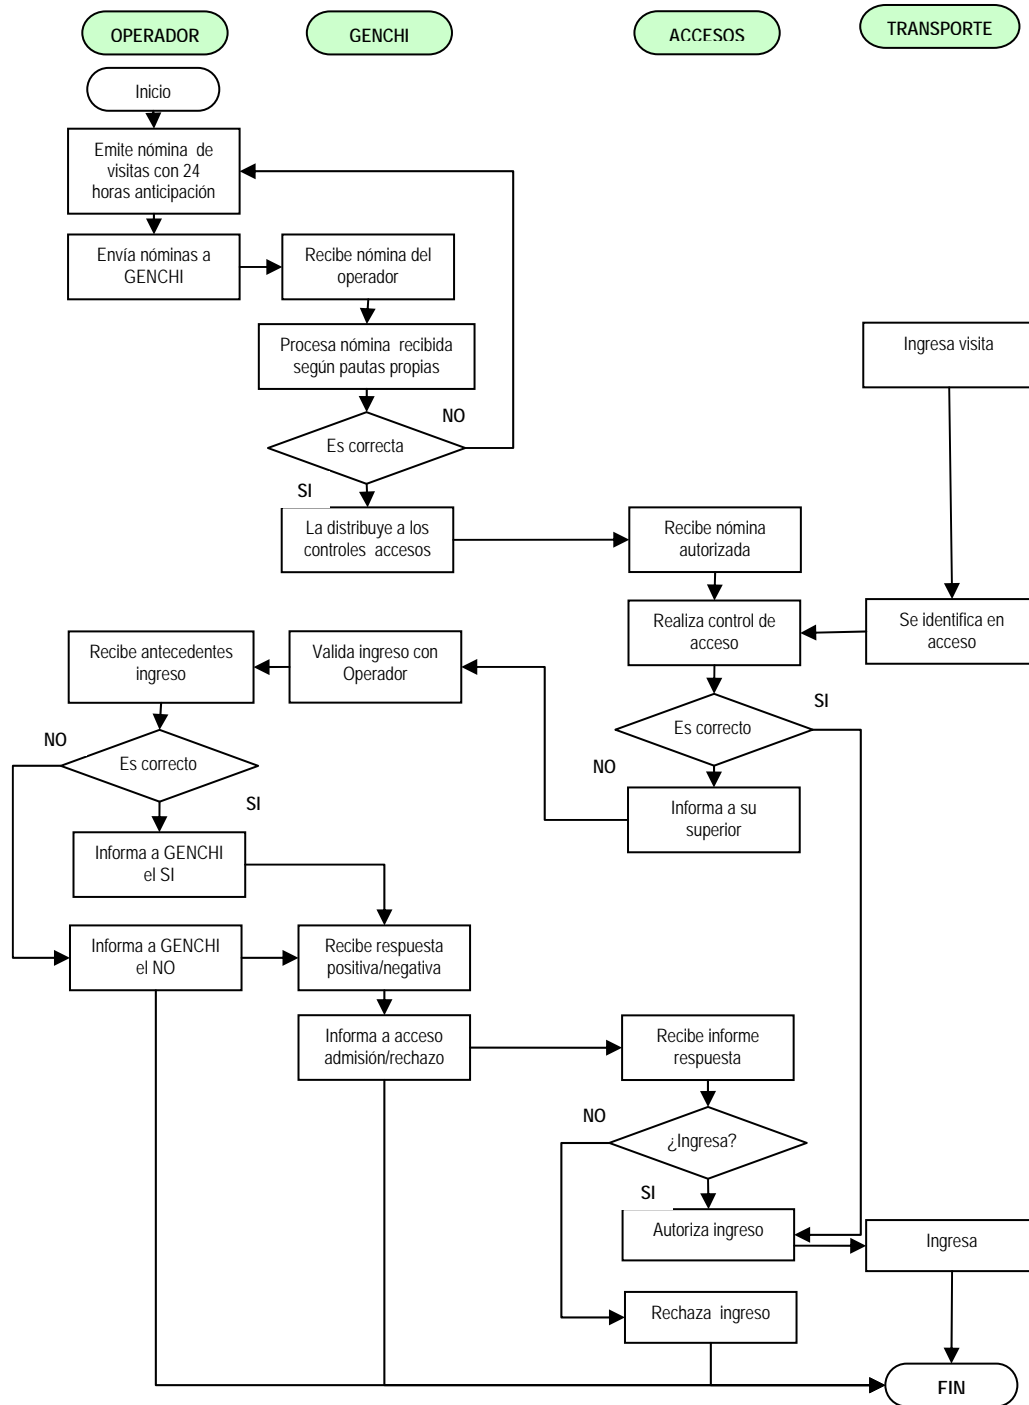 OPERADOR
GENCHI
ACCESOS
TRANSPORTE
Inicio
Emite nómina de
visitas con 24
horas anticipación
Envía nóminas a
GENCHI
Recibe nómina del
operador
Procesa nómina recibida
según pautas propias
Ingresa visita
NO
Es correcta
SI
La distribuye a los
controles accesos
Recibe nómina
autorizada
Realiza control de
acceso
Se identifica en
acceso
Recibe antecedentes
ingreso
Valida ingreso con
Operador
SI
Es correcto
NO
NO
Es correcto
SI
Informa a su
superior
Informa a GENCHI
el SI
Informa a GENCHI
el NO
Recibe respuesta
positiva/negativa
Informa a acceso
admisión/rechazo
Recibe informe
respuesta
NO
¿Ingresa?
SI
Autoriza ingreso
Ingresa
Rechaza ingreso
FIN